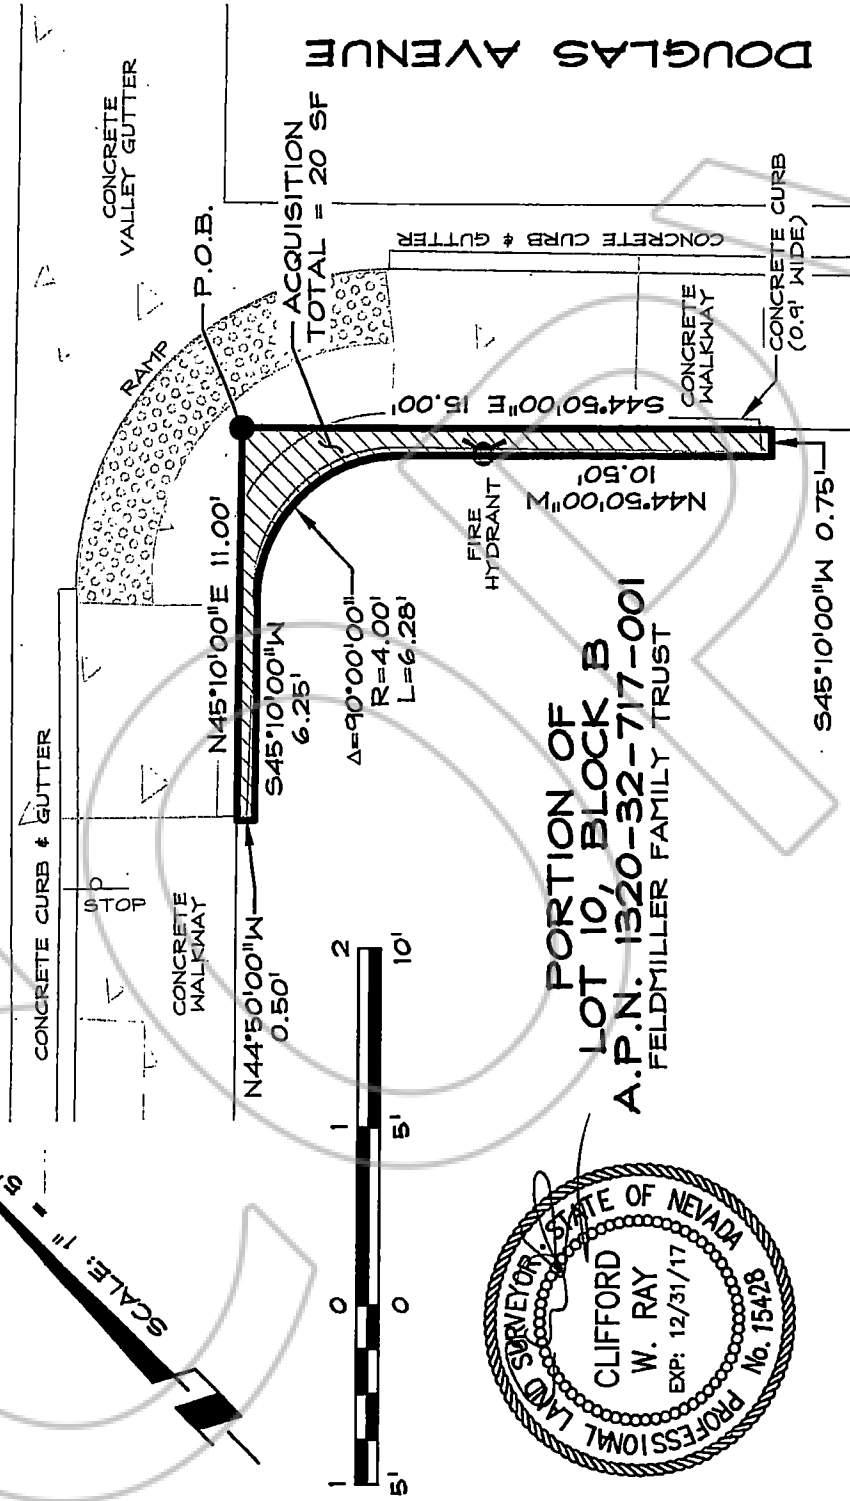 DOUGLAS AVENUE
CONCRETE
VALLEY GUTTER
P.O.B.
ACQUISITION
TOTAL = 20 SF
RAMP
CONCRETE CURB & GUTTER
CONCRETE
WALKWAY
CONCRETE CURB
(0.9' WIDE)
S44°50'00"E 15.00'
N44°50'00"W
10.50'
FIRE
HYDRANT
S45°10'00"W 0.75'
N45°10'00"E 11.00'
S45°10'00"W
6.25'
Δ=90°00'00"
R=4.00'
L=6.28'
CONCRETE CURB & GUTTER
STOP
CONCRETE
WALKWAY
N44°50'00"W
0.50'
PORTION OF
LOT 10, BLOCK B
A.P.N. 1320-32-717-001
FELDMILLER FAMILY TRUST
1 0 1 2
5' 0 5' 10'
SCALE: 1" = 5'
PROFESSIONAL LAND SURVEYOR · STATE OF NEVADA
CLIFFORD
W. RAY
EXP: 12/31/17
No. 15428